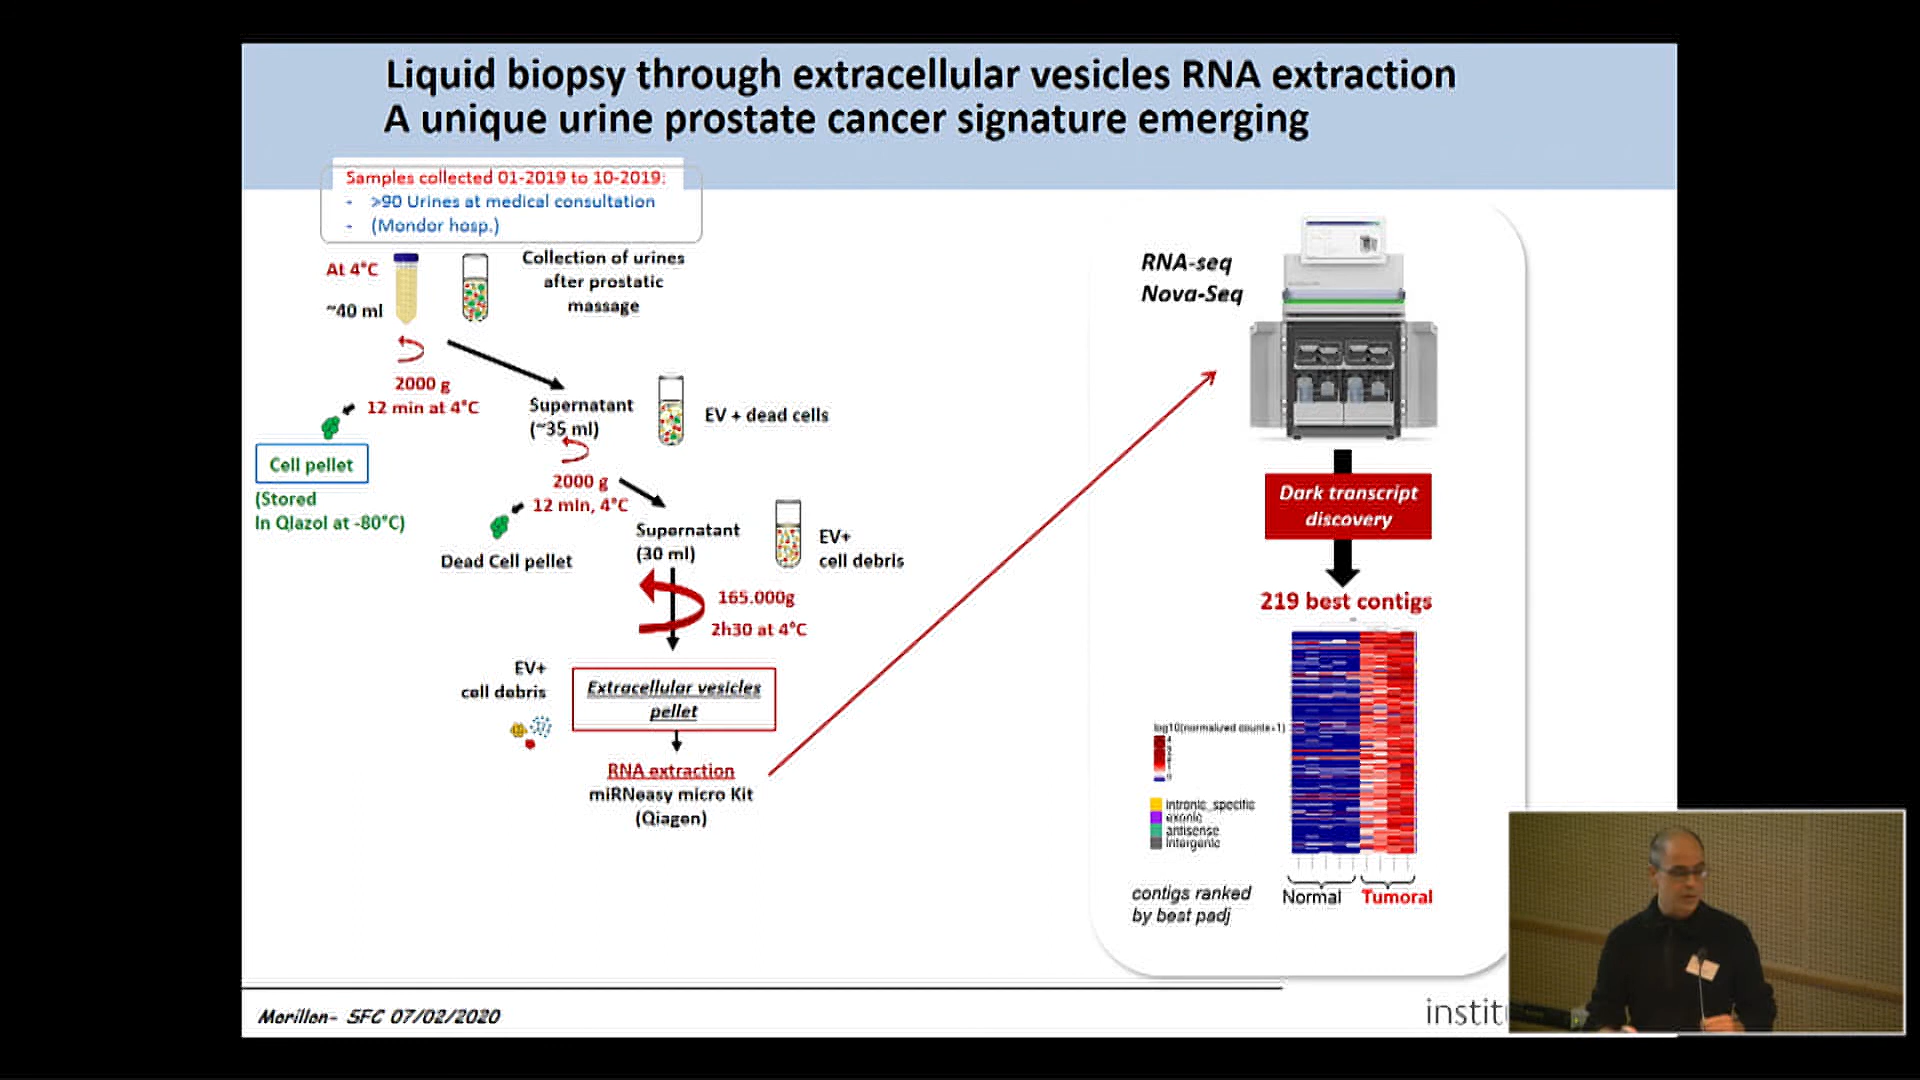 Liquid biopsy through extracellular vesicles RNA extraction
A unique urine prostate cancer signature emerging
Samples collected 01-2019 to 10-2019:
- >90 Urines at medical consultation
- (Mondor hosp.)
At 4°C
~40 ml
Collection of urines
after prostatic
massage
2000 g
12 min at 4°C
Cell pellet
(Stored
In Qiazol at -80°C)
Supernatant
(~35 ml)
EV + dead cells
2000 g
12 min, 4°C
Dead Cell pellet
Supernatant
(30 ml)
EV+
cell debris
165.000g
2h30 at 4°C
EV+
cell debris
Extracellular vesicles
pellet
RNA extraction
miRNeasy micro Kit
(Qiagen)
RNA-seq
Nova-Seq
Dark transcript
discovery
219 best contigs
log10(normalized counts+1)
4
3
2
1
0
intronic_specific
exonic
antisense
intergenic
contigs ranked
by best padj
Normal
Tumoral
Morillon- SFC 07/02/2020
instit